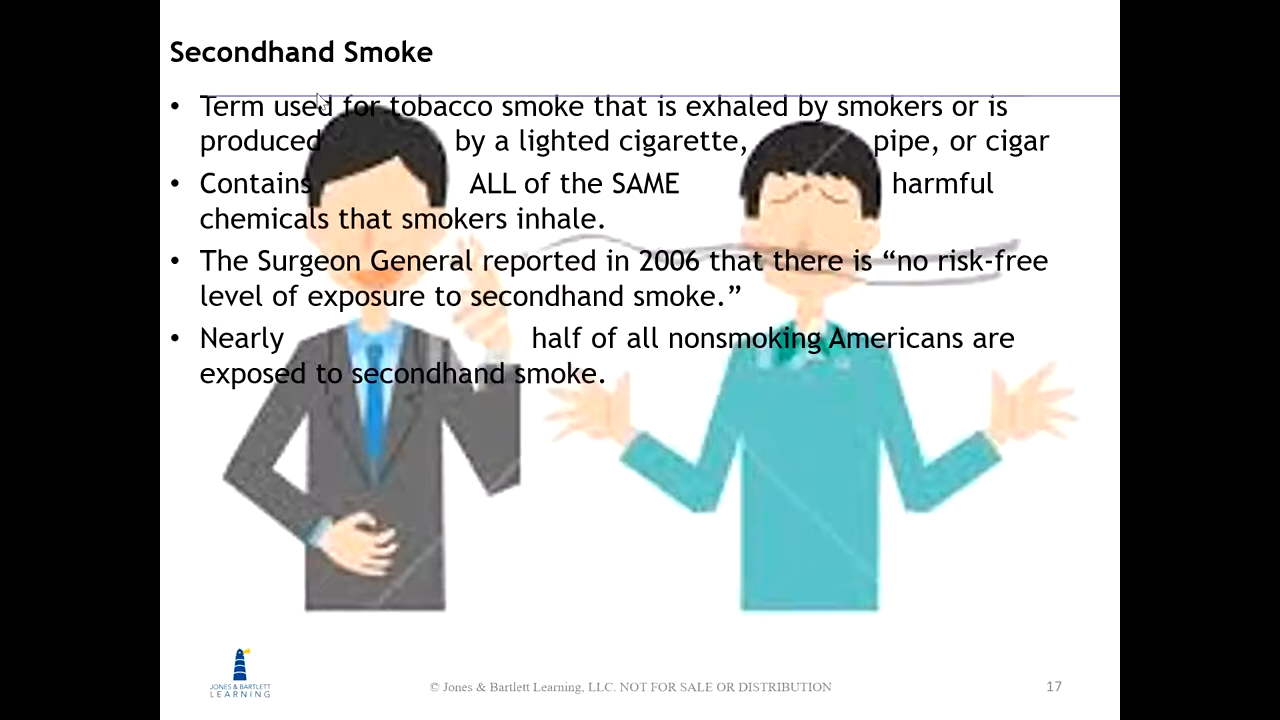 Secondhand Smoke
• Term used for tobacco smoke that is exhaled by smokers or is
produced by a lighted cigarette, pipe, or cigar
• Contains ALL of the SAME harmful
chemicals that smokers inhale.
• The Surgeon General reported in 2006 that there is “no risk-free
level of exposure to secondhand smoke.”
• Nearly half of all nonsmoking Americans are
exposed to secondhand smoke.
JONES & BARTLETT
LEARNING
© Jones & Bartlett Learning, LLC. NOT FOR SALE OR DISTRIBUTION
17